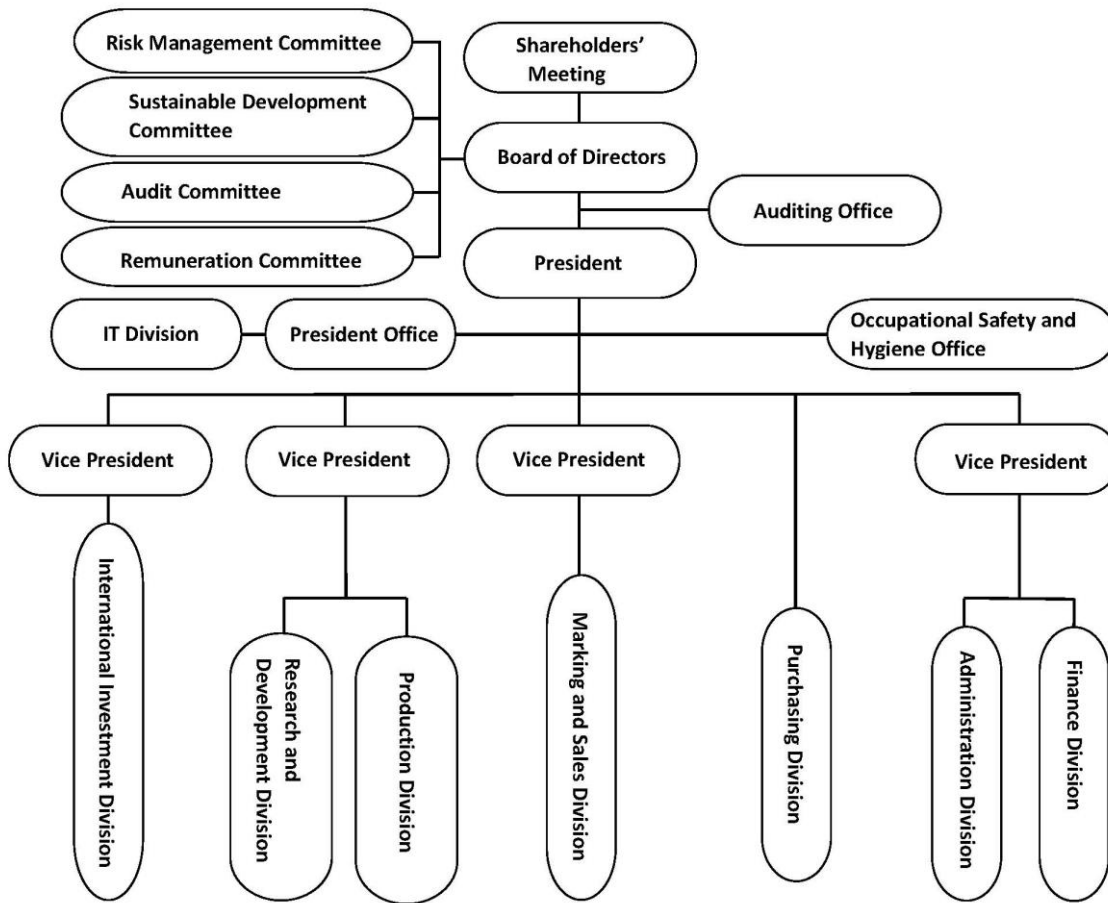 Risk Management Committee
Shareholders'
Meeting
Sustainable Development
Committee
Board of Directors
Audit Committee
Auditing Office
Remuneration Committee
President
IT Division
President Office
Occupational Safety and
Hygiene Office
Vice President
Vice President
Vice President
Vice President
International Investment Division
Research and
Development Division
Production Division
Marking and Sales Division
Purchasing Division
Administration Division
Finance Division